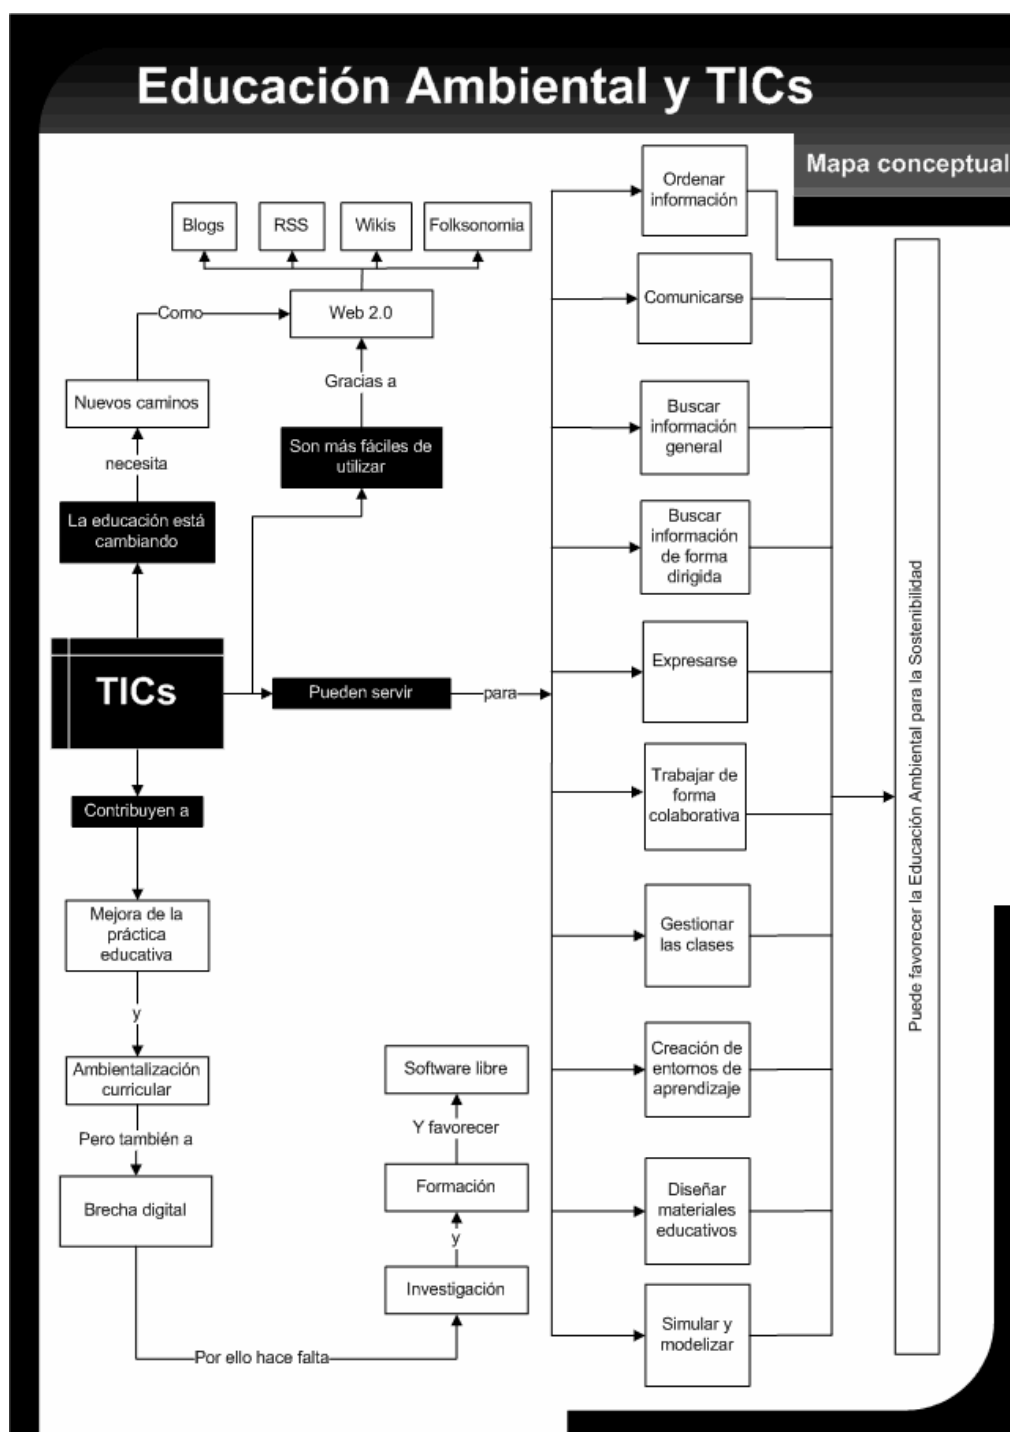 Educación Ambiental y TICs
Mapa conceptual
Blogs
RSS
Wikis
Folksonomia
Como
Web 2.0
Gracias a
Nuevos caminos
Son más fáciles de
utilizar
necesita
La educación está
cambiando
TICs
Pueden servir
para
Contribuyen a
Mejora de la
práctica
educativa
y
Ambientalización
curricular
Pero también a
Brecha digital
Por ello hace falta
Investigación
y
Formación
Y favorecer
Software libre
Ordenar
información
Comunicarse
Buscar
información
general
Buscar
información
de forma
dirigida
Expresarse
Trabajar de
forma
colaborativa
Gestionar
las clases
Creación de
entornos de
aprendizaje
Diseñar
materiales
educativos
Simular y
modelizar
Puede favorecer la Educación Ambiental para la Sostenibilidad